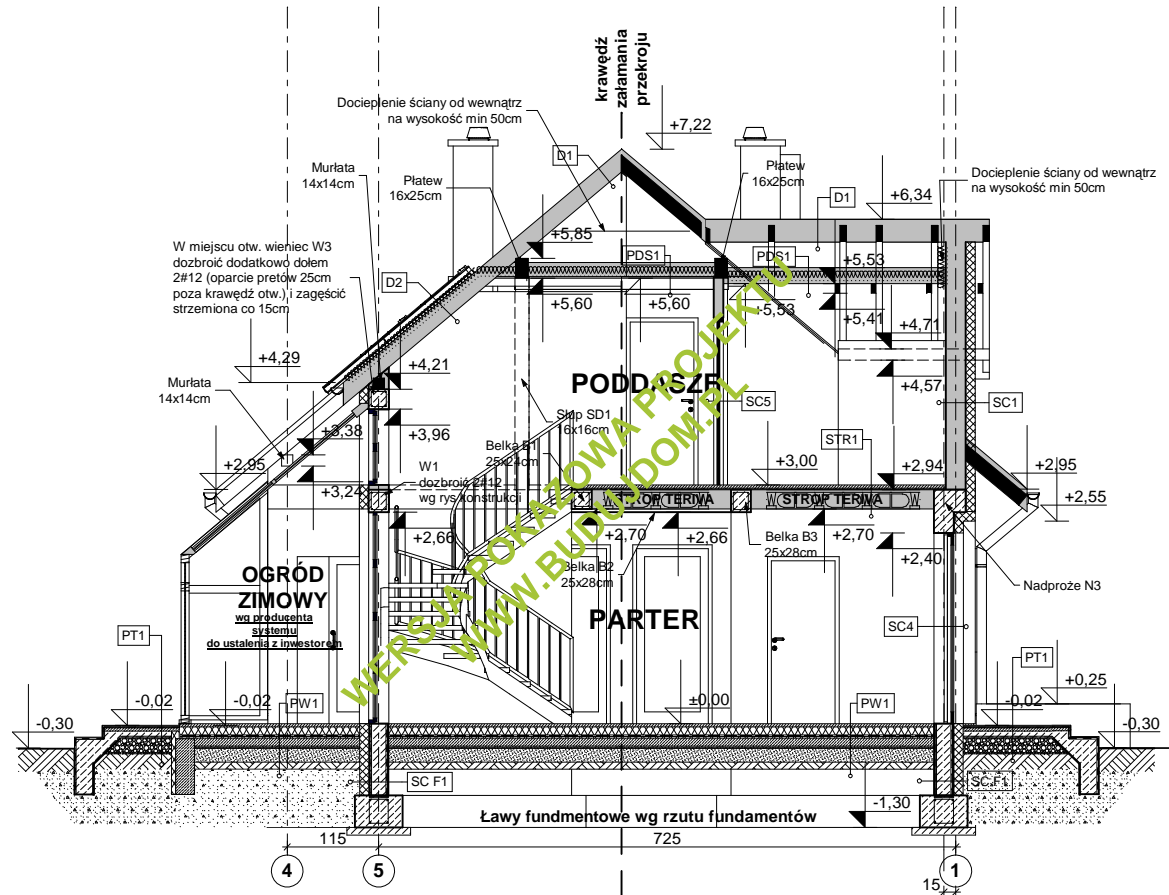 krawędź
załamania
przekroju
Docieplenie ściany od wewnątrz
na wysokość min 50cm
+7,22
D1
Murłata
14x14cm
Płatew
16x25cm
Płatew
16x25cm
Docieplenie ściany od wewnątrz
na wysokość min 50cm
D1
+6,34
W miejscu otw. wieniec W3
dozbroić dodatkowo dołem
2#12 (oparcie pretów 25cm
poza krawędź otw.) i zagęścić
strzemiona co 15cm
+5,85
PDS1
PDS1
+5,53
D2
+5,60
+5,60
+5,53
+5,41
+4,71
+4,29
+4,21
+4,57
Murłata
14x14cm
PODDASZE
SC5
SC1
Słup SD1
16x16cm
+3,38
+3,96
Belka B1
25x24cm
STR1
+2,95
W1
dozbroić 2#12
wg rys konstrukcji
+3,00
+2,94
+2,95
+3,24
STROP TERIWA
STROP TERIWA
+2,55
+2,66
+2,70
+2,66
Belka B3
25x28cm
+2,70
+2,40
Belka B2
25x28cm
Nadproże N3
OGRÓD
ZIMOWY
wg producenta
systemu
do ustalenia z inwestorem
PARTER
SC4
PT1
PT1
WERSJA POKAZOWA PROJEKTU
WWW.BUDUJDOM.PL
-0,30
-0,02
-0,02
PW1
±0,00
PW1
-0,02
+0,25
-0,30
SC F1
SC F1
-1,30
Ławy fundmentowe wg rzutu fundamentów
115
725
4
5
1
15